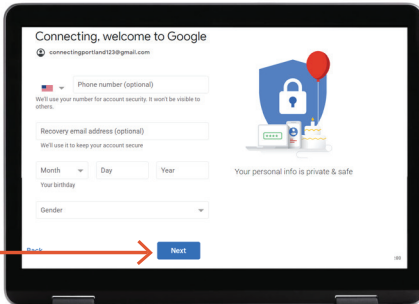 Connecting, welcome to Google
connectingportland123@gmail.com
Phone number (optional)
We'll use your number for account security. It won't be visible to
others.
Recovery email address (optional)
We'll use it to keep your account secure
Month Day Year
Your birthday
Gender
Your personal info is private & safe
Back Next